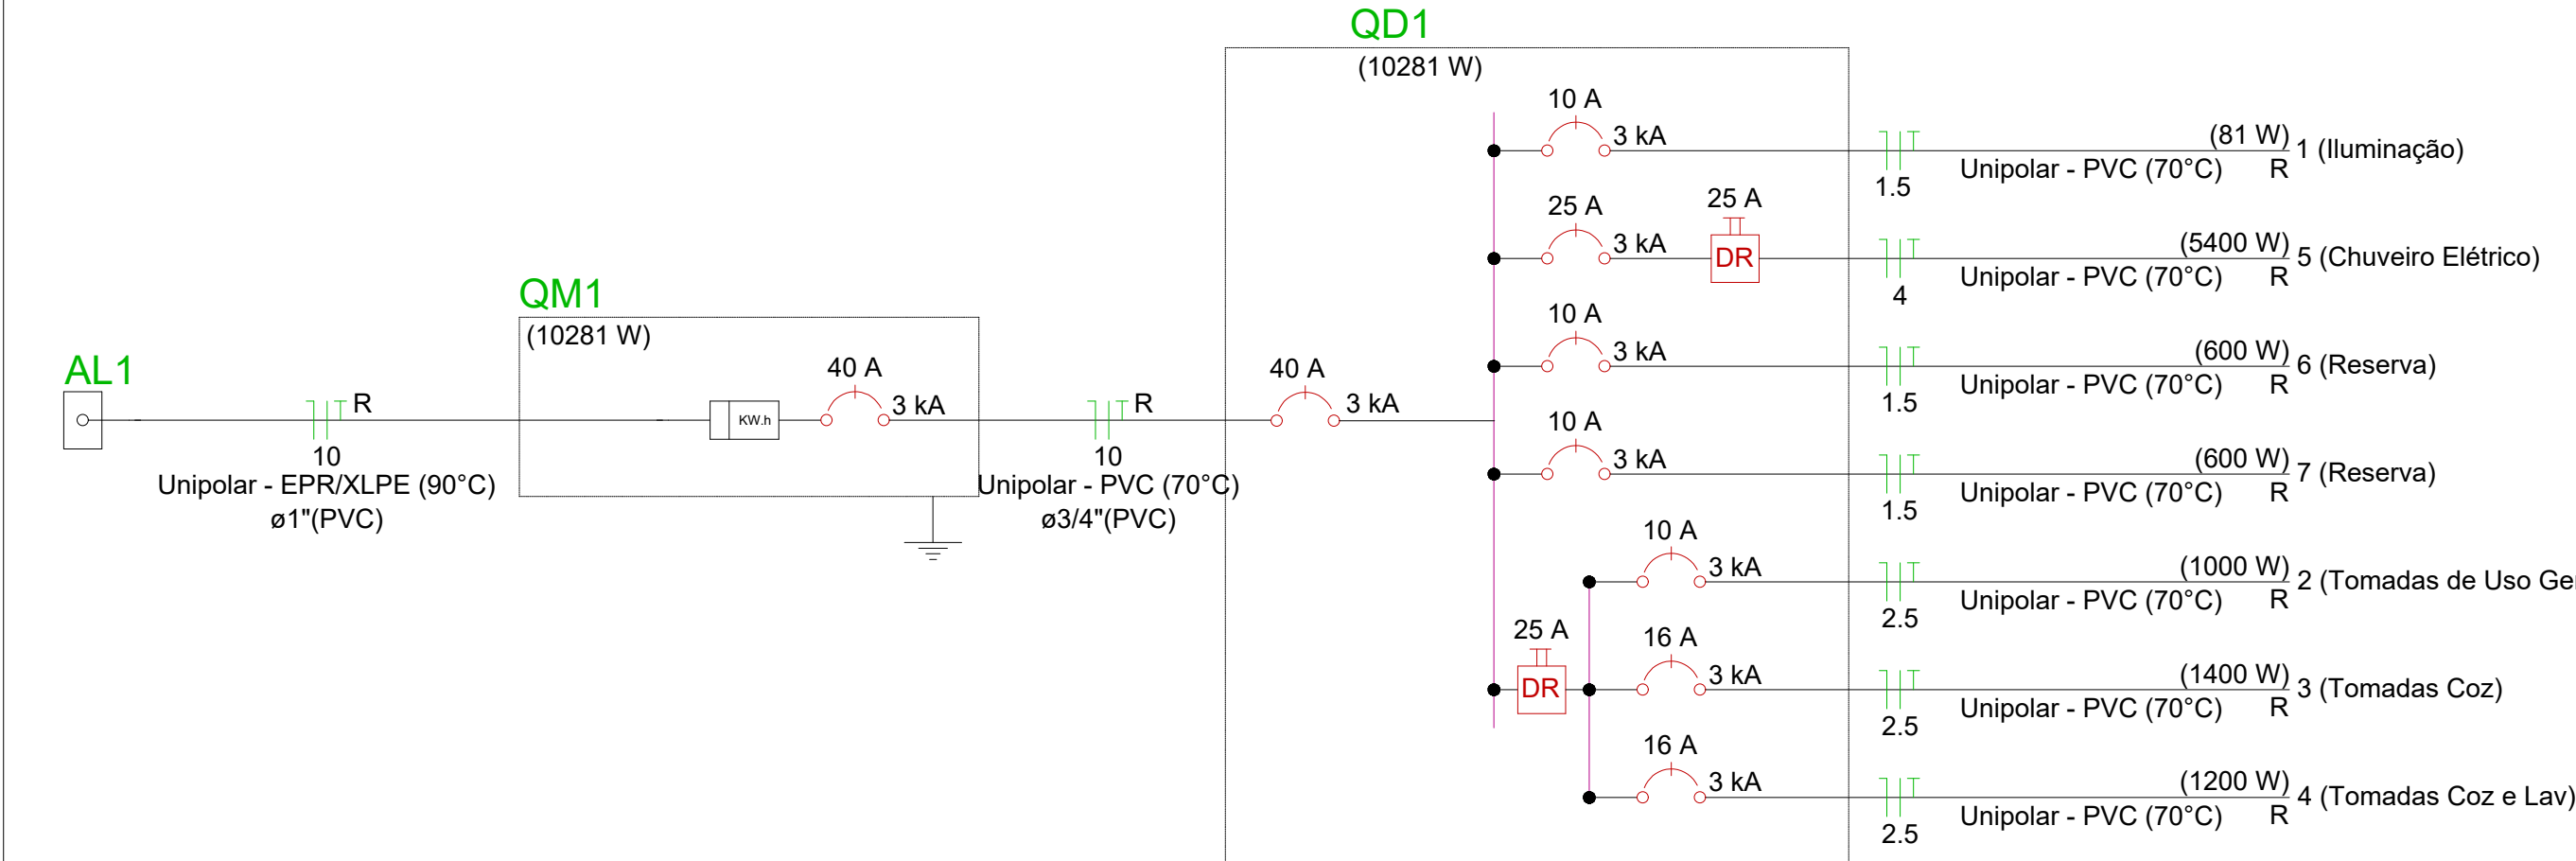 QD1
(10281 W)
10 A
3 kA
(81 W)
1 (Iluminação)
Unipolar - PVC (70°C)
R
1.5
25 A
3 kA
25 A
DR
(5400 W)
5 (Chuveiro Elétrico)
Unipolar - PVC (70°C)
R
4
10 A
3 kA
(600 W)
6 (Reserva)
Unipolar - PVC (70°C)
R
1.5
10 A
3 kA
(600 W)
7 (Reserva)
Unipolar - PVC (70°C)
R
1.5
10 A
3 kA
(1000 W)
2 (Tomadas de Uso Ge
Unipolar - PVC (70°C)
R
2.5
25 A
DR
16 A
3 kA
(1400 W)
3 (Tomadas Coz)
Unipolar - PVC (70°C)
R
2.5
16 A
3 kA
(1200 W)
4 (Tomadas Coz e Lav)
Unipolar - PVC (70°C)
R
2.5
QM1
(10281 W)
KW.h
40 A
3 kA
AL1
R
10
Unipolar - EPR/XLPE (90°C)
ø1"(PVC)
R
10
Unipolar - PVC (70°C)
ø3/4"(PVC)
40 A
3 kA